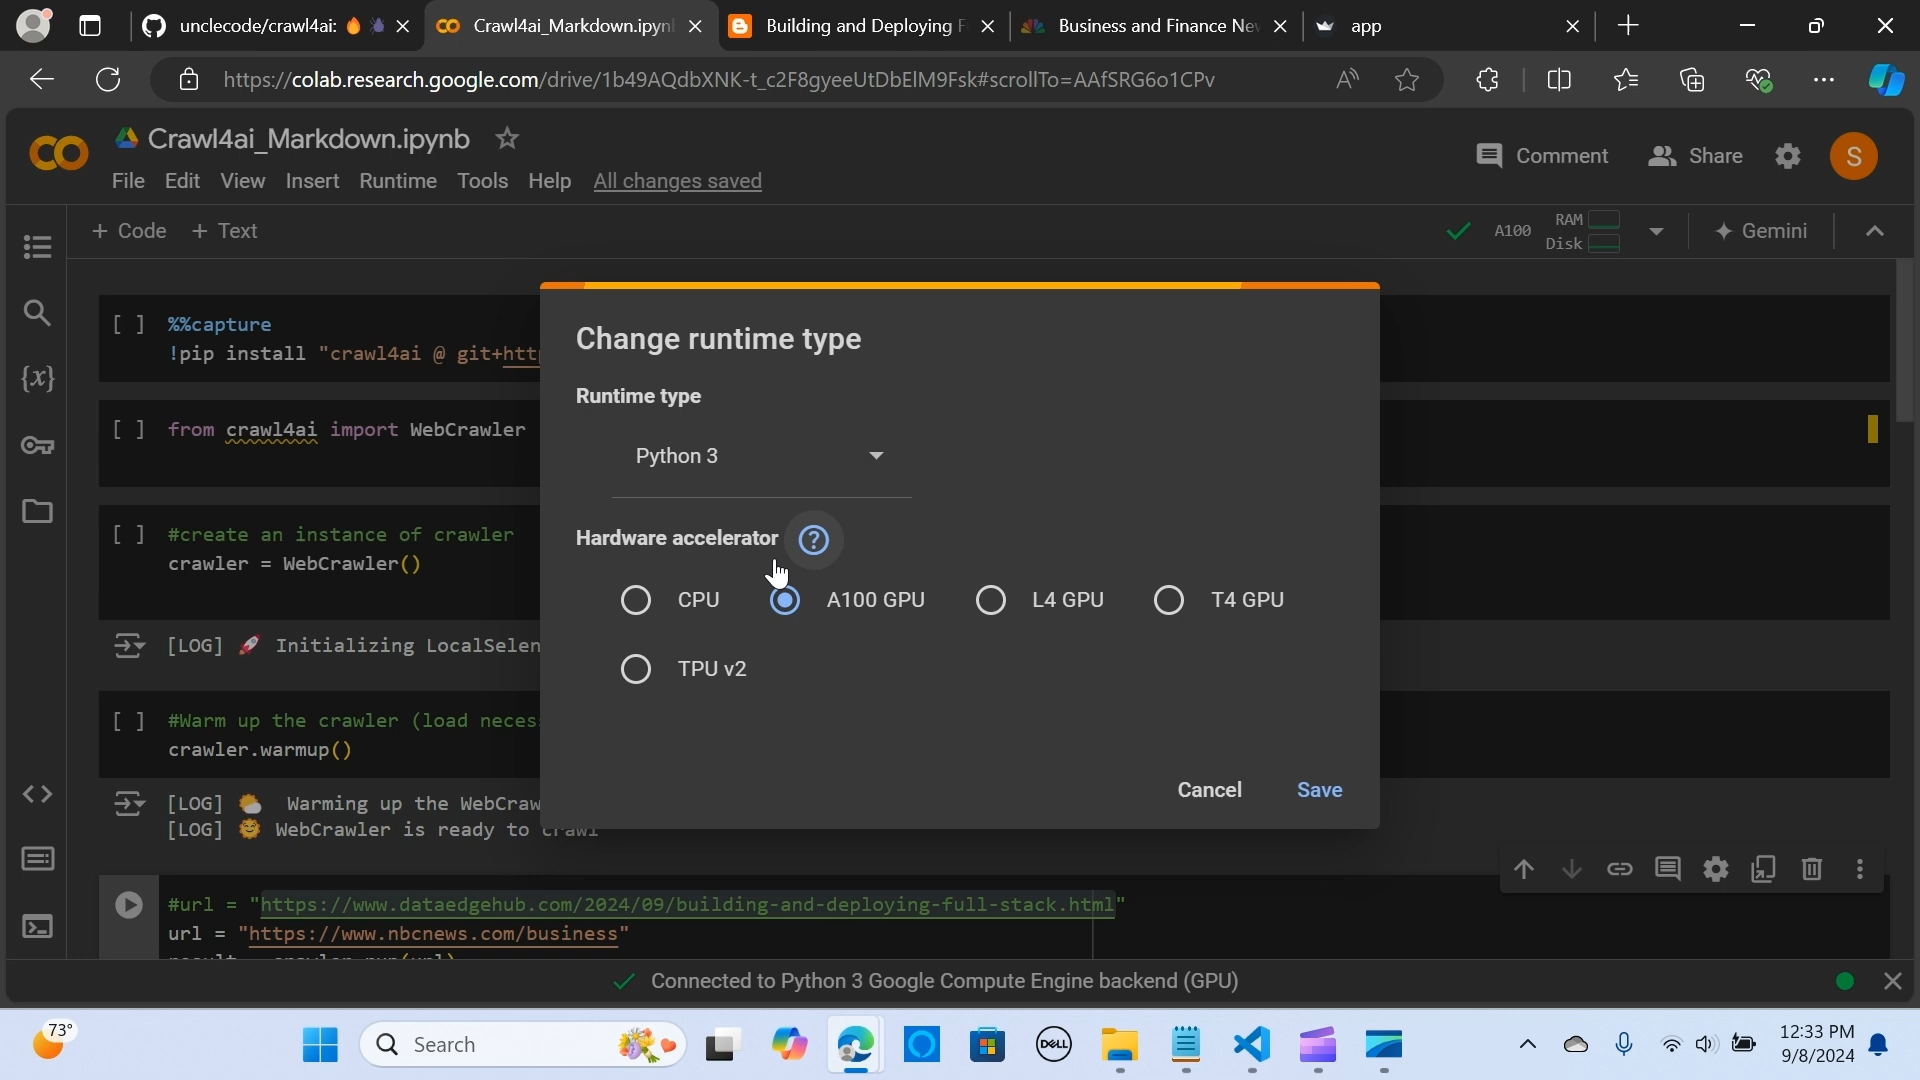 unclecode/crawl4ai:
Crawl4ai_Markdown.ipyn
Building and Deploying F
Business and Finance Ne
app
https://colab.research.google.com/drive/1b49AQdbXNK-t_c2F8gyeeUtDbElM9Fsk#scrollTo=AAfSRG6o1CPv
Crawl4ai_Markdown.ipynb
Comment
Share
S
File Edit View Insert Runtime Tools Help All changes saved
+ Code + Text
A100
RAM
Disk
Gemini
[ ] %%capture
!pip install "crawl4ai @ git+htt
[ ] from crawl4ai import WebCrawler
[ ] #create an instance of crawler
crawler = WebCrawler()
[LOG] 🚀 Initializing LocalSelen
[ ] #Warm up the crawler (load neces
crawler.warmup()
[LOG] 🌤️ Warming up the WebCraw
[LOG] 🌞 WebCrawler is ready to crawl
Change runtime type
Runtime type
Python 3
Hardware accelerator
CPU A100 GPU L4 GPU T4 GPU
TPU v2
Cancel Save
#url = "https://www.dataedgehub.com/2024/09/building-and-deploying-full-stack.html"
url = "https://www.nbcnews.com/business"
Connected to Python 3 Google Compute Engine backend (GPU)
73°
Search
DELL
12:33 PM
9/8/2024